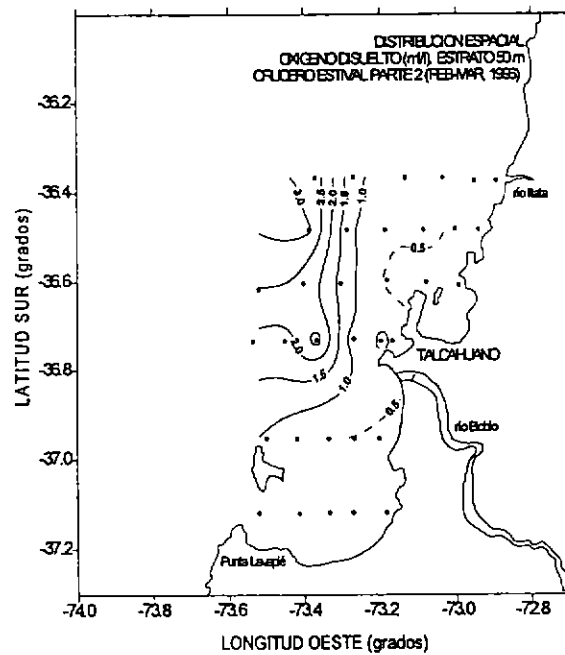 DISTRIBUCION ESPACIAL
OXIGENO DISUELTO (ml/l), ESTRATO 50 m
CRUCERO ESTIVAL PARTE 2 (FEB-MAR, 1996)
-36.2
-36.4
-36.6
-36.8
-37.0
-37.2
LATITUD SUR (grados)
2.5
2.0
1.5
1.0
río Itata
0.5
2.0
TALCAHUANO
1.5
1.0
0.5
río Biobío
Punta Lavapié
-74.0 -73.8 -73.6 -73.4 -73.2 -73.0 -72.8
LONGITUD OESTE (grados)